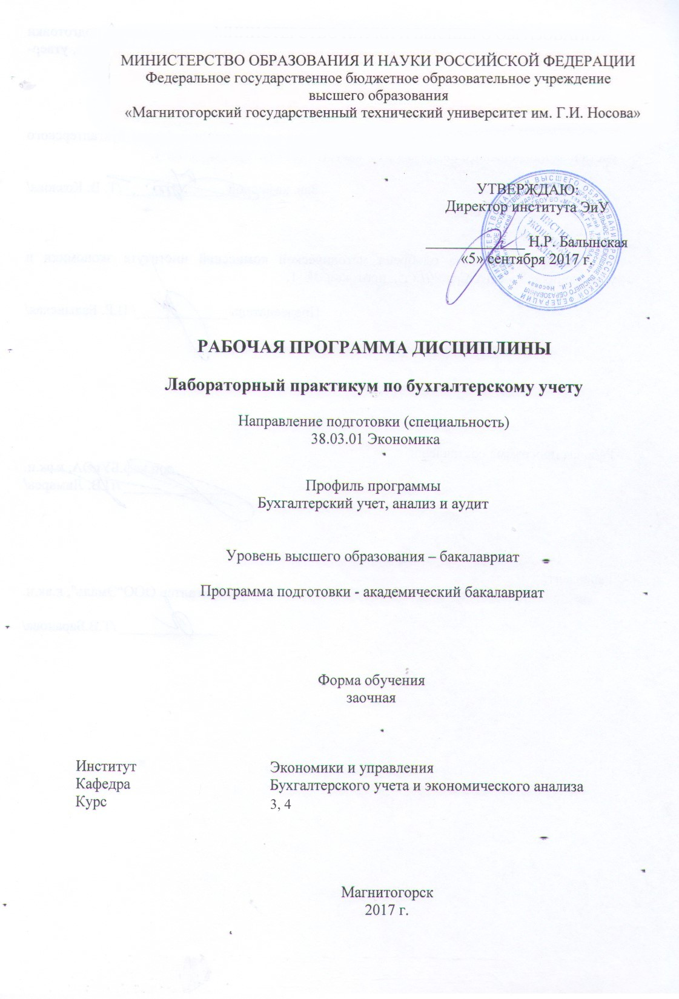 МИНИСТЕРСТВО ОБРАЗОВАНИЯ И НАУКИ РОССИЙСКОЙ ФЕДЕРАЦИИ
Федеральное государственное бюджетное образовательное учреждение
высшего образования
«Магнитогорский государственный технический университет им. Г.И. Носова»
УТВЕРЖДАЮ:
Директор института ЭиУ
Н.Р. Балынская
«5» сентября 2017 г.
РАБОЧАЯ ПРОГРАММА ДИСЦИПЛИНЫ
Лабораторный практикум по бухгалтерскому учету
Направление подготовки (специальность)
38.03.01 Экономика
Профиль программы
Бухгалтерский учет, анализ и аудит
Уровень высшего образования – бакалавриат
Программа подготовки - академический бакалавриат
Форма обучения
заочная
Институт Экономики и управления
Кафедра Бухгалтерского учета и экономического анализа
Курс 3, 4
Магнитогорск
2017 г.